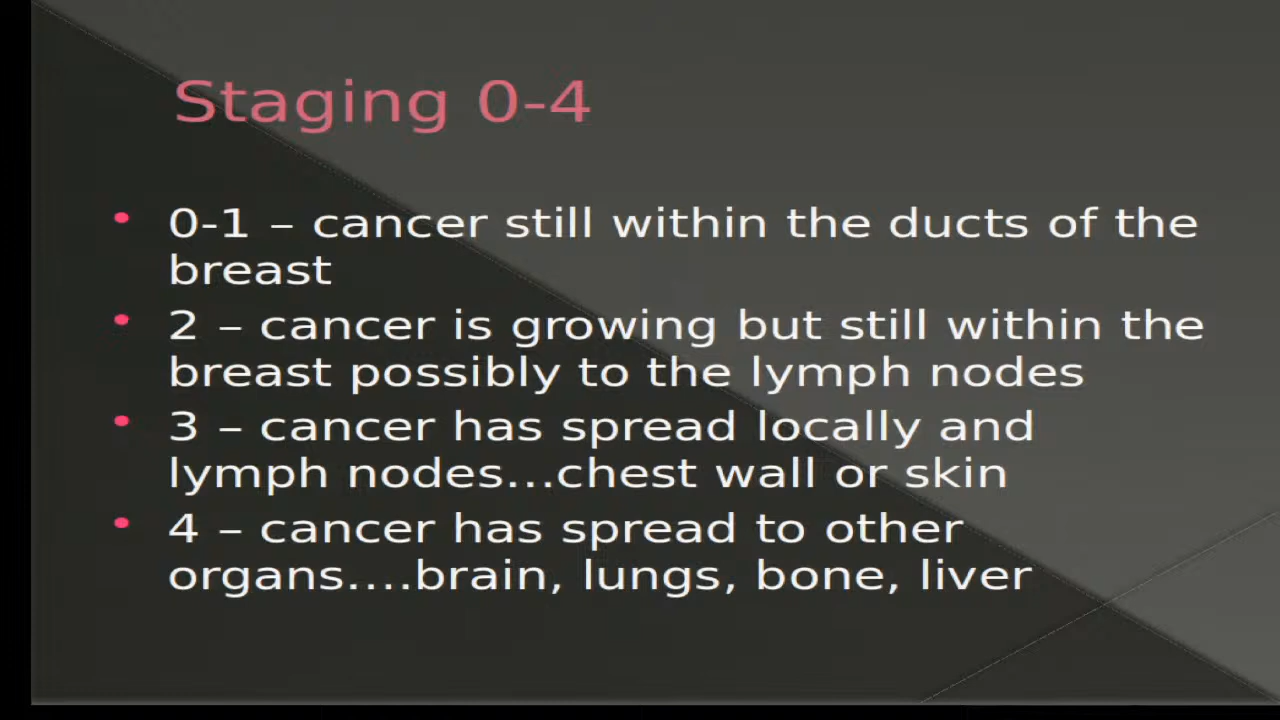 Staging 0-4
• 0-1 – cancer still within the ducts of the
breast
• 2 – cancer is growing but still within the
breast possibly to the lymph nodes
• 3 – cancer has spread locally and
lymph nodes...chest wall or skin
• 4 – cancer has spread to other
organs....brain, lungs, bone, liver